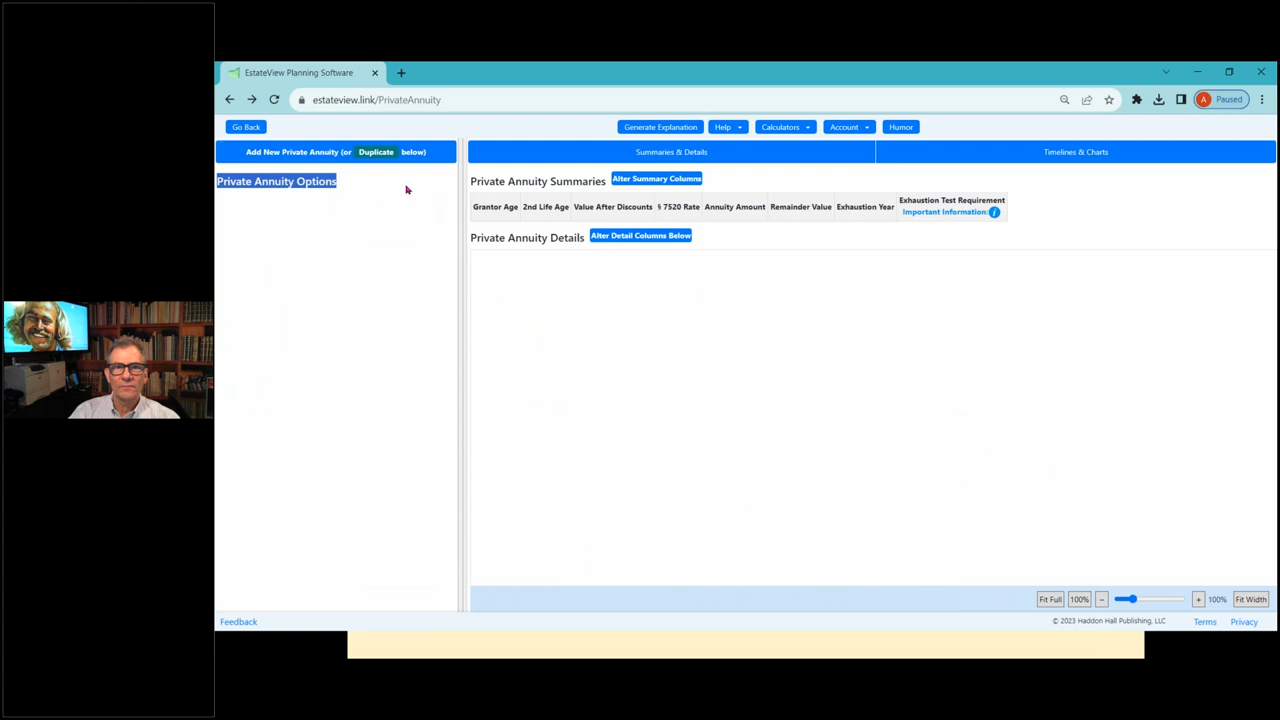 EstateView Planning Software
estateview.link/PrivateAnnuity
A Paused
Go Back
Generate Explanation Help Calculators Account Humor
Add New Private Annuity (or Duplicate below)
Summaries & Details
Timelines & Charts
Private Annuity Options
Private Annuity Summaries Alter Summary Columns
Grantor Age 2nd Life Age Value After Discounts § 7520 Rate Annuity Amount Remainder Value Exhaustion Year Exhaustion Test Requirement
Important Information: i
Private Annuity Details Alter Detail Columns Below
Fit Full 100% − + 100% Fit Width
Feedback
© 2023 Haddon Hall Publishing, LLC Terms Privacy